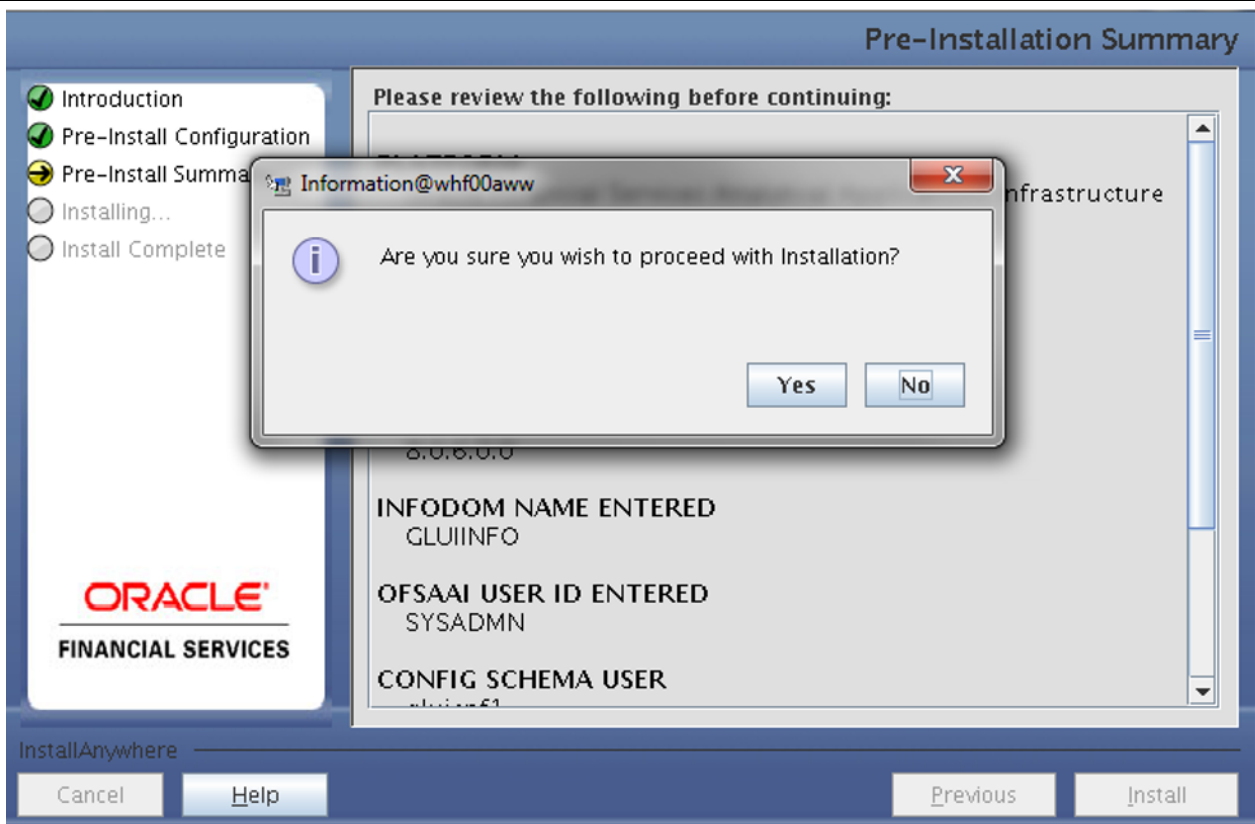 Pre-Installation Summary
Introduction
Pre-Install Configuration
Pre-Install Summa
Installing...
Install Complete
ORACLE
FINANCIAL SERVICES
Please review the following before continuing:
nfrastructure
Information@whf00aww
Are you sure you wish to proceed with Installation?
Yes No
8.0.6.0.0
INFODOM NAME ENTERED
GLUIINFO
OFSAAI USER ID ENTERED
SYSADMN
CONFIG SCHEMA USER
InstallAnywhere
Cancel Help Previous Install